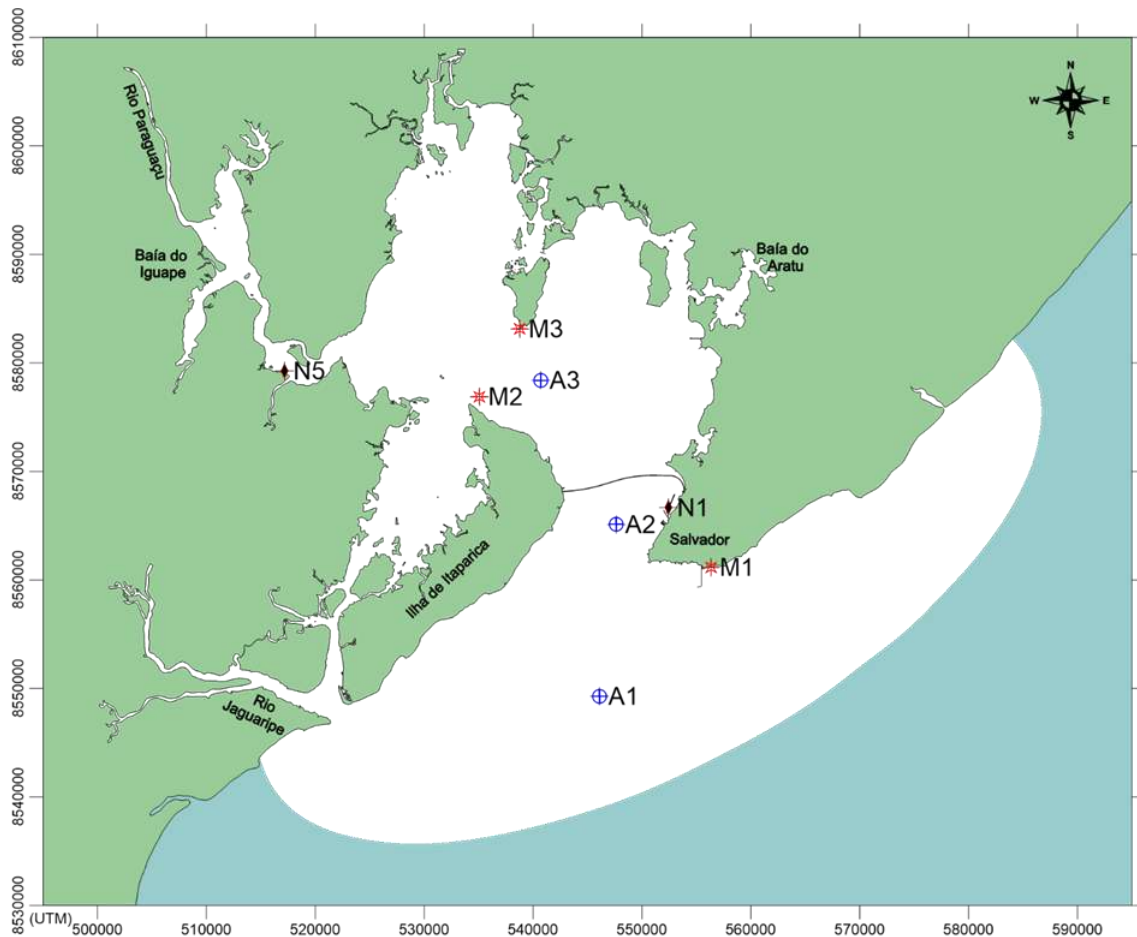 8610000
N
W E
S
Rio Paraguaçu
8600000
Baía do
Iguape
Baía do
Aratu
8590000
M3
8580000
N5
A3
M2
8570000
N1
A2
Salvador
M1
8560000
Ilha de Itaparica
8550000
A1
Rio
Jaguaripe
8540000
8530000
(UTM)
500000 510000 520000 530000 540000 550000 560000 570000 580000 590000